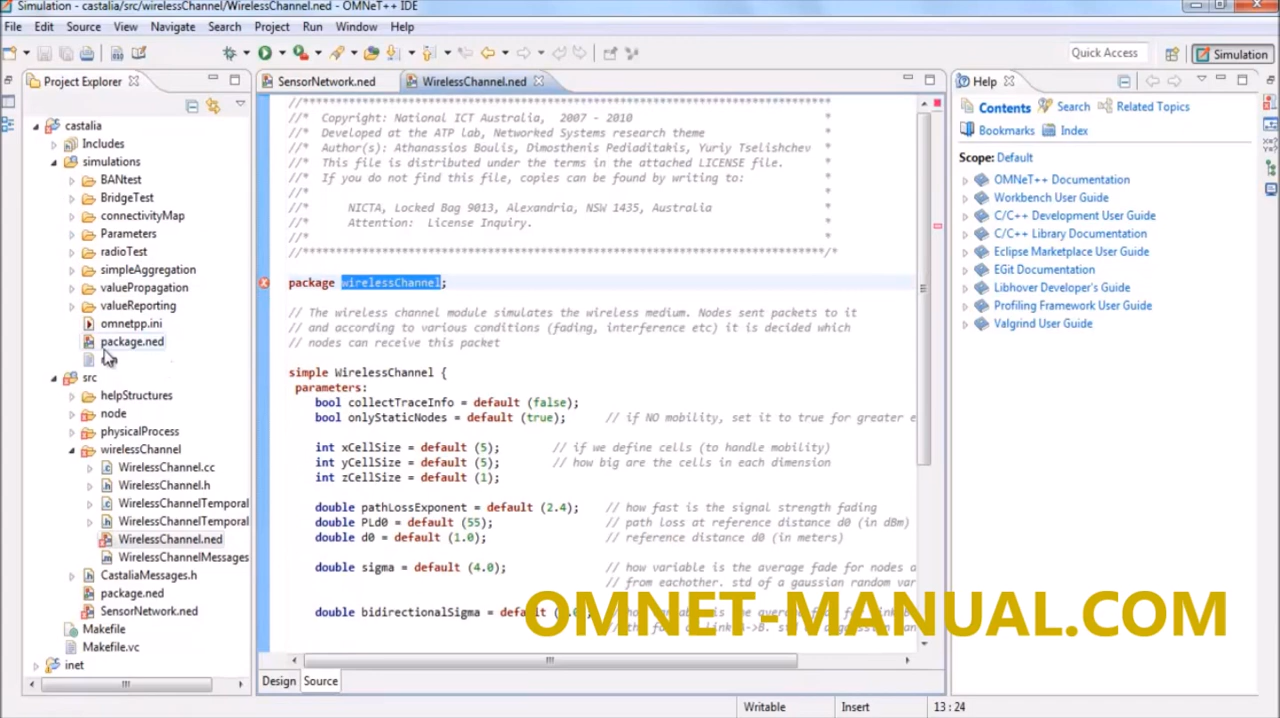 Simulation - castalia/src/wirelessChannel/WirelessChannel.ned - OMNeT++ IDE
File Edit Source View Navigate Search Project Run Window Help
Quick Access
Simulation
Project Explorer
castalia
Includes
simulations
BANtest
BridgeTest
connectivityMap
Parameters
radioTest
simpleAggregation
valuePropagation
valueReporting
omnetpp.ini
package.ned
src
helpStructures
node
physicalProcess
wirelessChannel
WirelessChannel.cc
WirelessChannel.h
WirelessChannelTemporal
WirelessChannelTemporal
WirelessChannel.ned
WirelessChannelMessages
CastaliaMessages.h
package.ned
SensorNetwork.ned
Makefile
Makefile.vc
inet
SensorNetwork.ned WirelessChannel.ned
//****************************************************************************
//* Copyright: National ICT Australia, 2007 - 2010 *
//* Developed at the ATP lab, Networked Systems research theme *
//* Author(s): Athanassios Boulis, Dimosthenis Pediaditakis, Yuriy Tselishchev *
//* This file is distributed under the terms in the attached LICENSE file. *
//* If you do not find this file, copies can be found by writing to: *
//* *
//* NICTA, Locked Bag 9013, Alexandria, NSW 1435, Australia *
//* Attention: License Inquiry. *
//* *
//****************************************************************************/
package wirelessChannel;
// The wireless channel module simulates the wireless medium. Nodes sent packets to it
// and according to various conditions (fading, interference etc) it is decided which
// nodes can receive this packet
simple WirelessChannel {
parameters:
bool collectTraceInfo = default (false);
bool onlyStaticNodes = default (true); // if NO mobility, set it to true for greater e
int xCellSize = default (5); // if we define cells (to handle mobility)
int yCellSize = default (5); // how big are the cells in each dimension
int zCellSize = default (1);
double pathLossExponent = default (2.4); // how fast is the signal strength fading
double PLd0 = default (55); // path loss at reference distance d0 (in dBm)
double d0 = default (1.0); // reference distance d0 (in meters)
double sigma = default (4.0); // how variable is the average fade for nodes a
// from eachother. std of a gaussian random var
double bidirectionalSigma = default
Design Source
Help
Contents Search Related Topics
Bookmarks Index
Scope: Default
OMNeT++ Documentation
Workbench User Guide
C/C++ Development User Guide
C/C++ Library Documentation
Eclipse Marketplace User Guide
EGit Documentation
Libhover Developer's Guide
Profiling Framework User Guide
Valgrind User Guide
OMNET-MANUAL.COM
Writable Insert 13 : 24